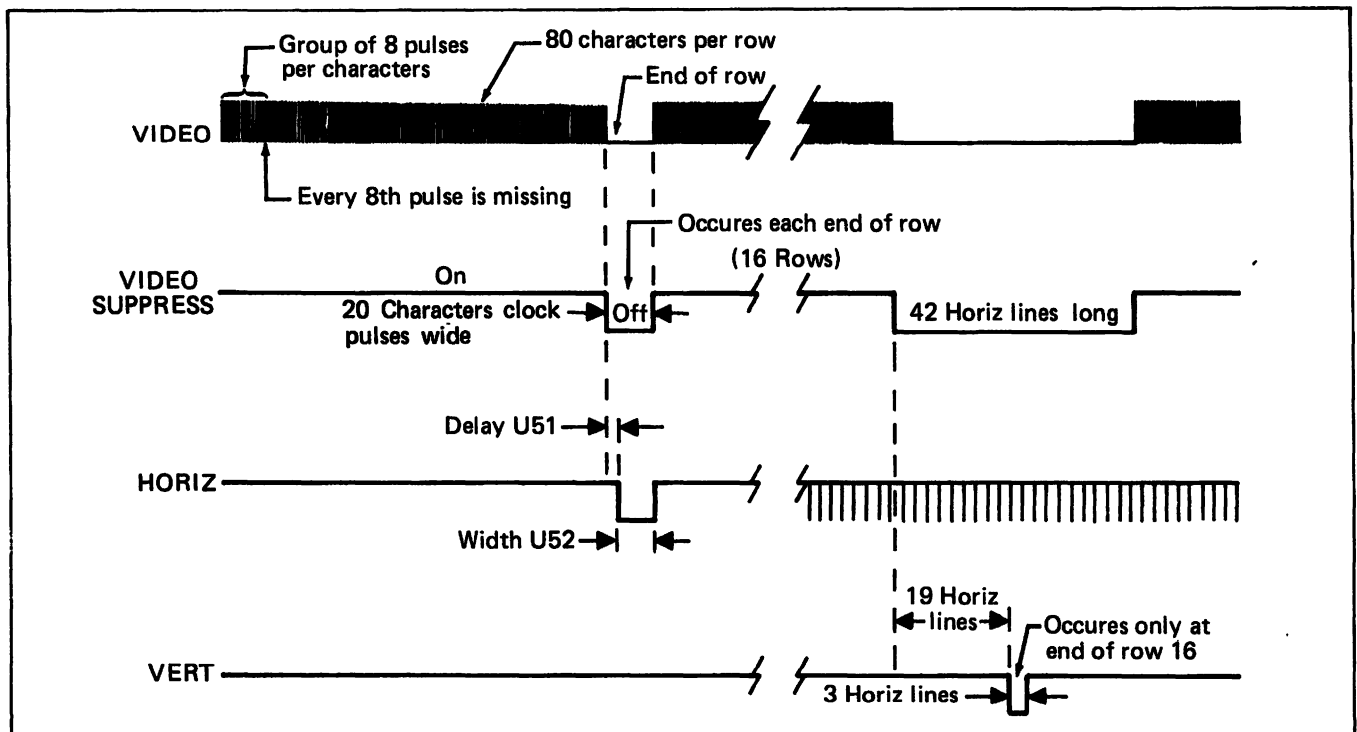 Group of 8 pulses
per characters
80 characters per row
End of row
VIDEO
Every 8th pulse is missing
Occures each end of row
(16 Rows)
VIDEO
SUPPRESS
On
20 Characters clock
pulses wide
Off
42 Horiz lines long
Delay U51
HORIZ
Width U52
19 Horiz
lines
Occures only at
end of row 16
VERT
3 Horiz lines